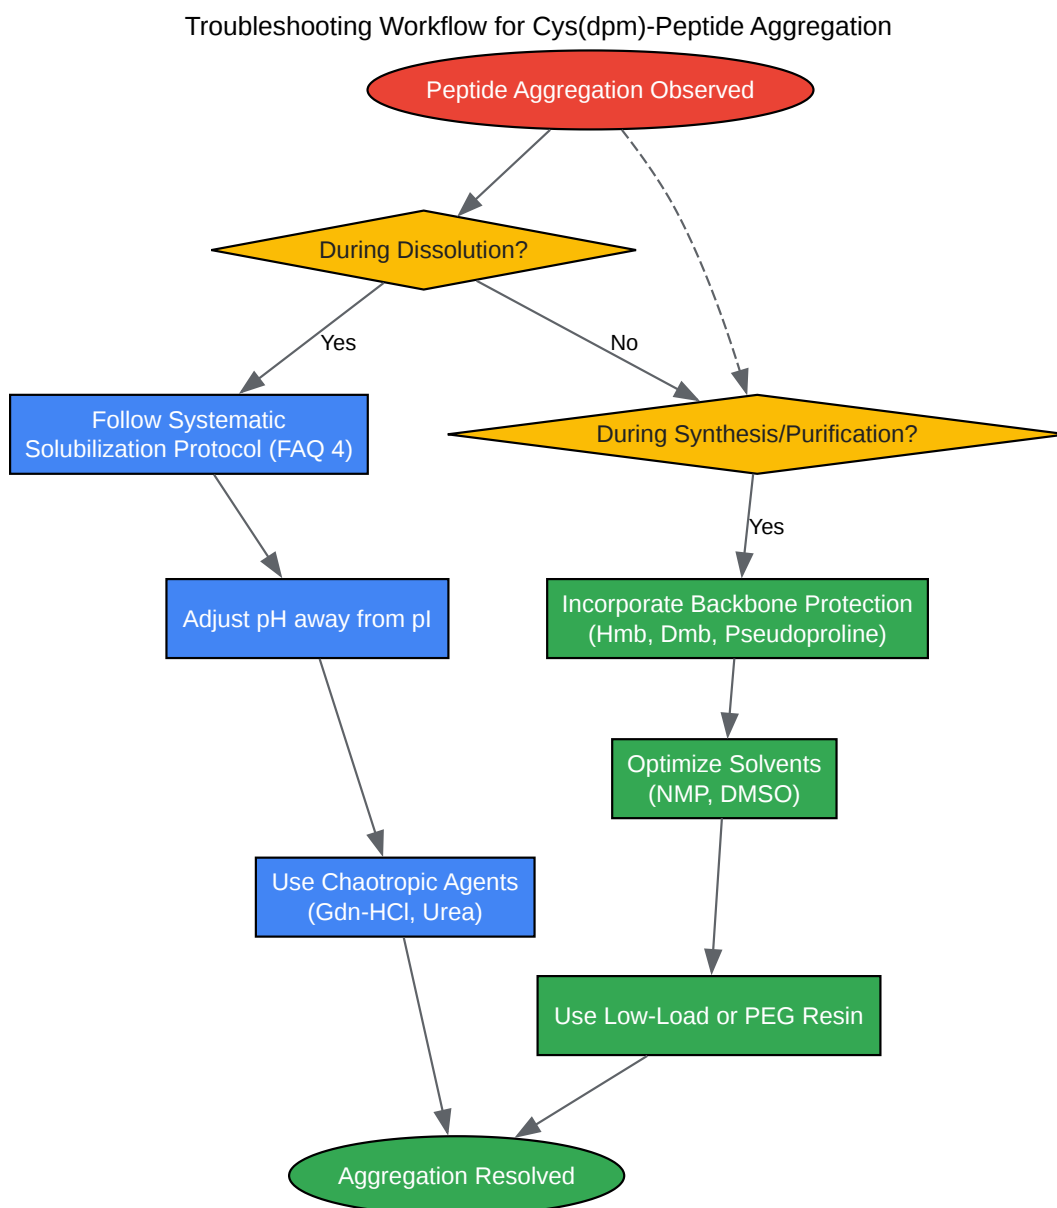 Troubleshooting Workflow for Cys(dpm)-Peptide Aggregation
Peptide Aggregation Observed
During Dissolution?
Yes
No
Follow Systematic
Solubilization Protocol (FAQ 4)
During Synthesis/Purification?
Yes
Adjust pH away from pI
Incorporate Backbone Protection
(Hmb, Dmb, Pseudoproline)
Optimize Solvents
(NMP, DMSO)
Use Chaotropic Agents
(Gdn-HCl, Urea)
Use Low-Load or PEG Resin
Aggregation Resolved